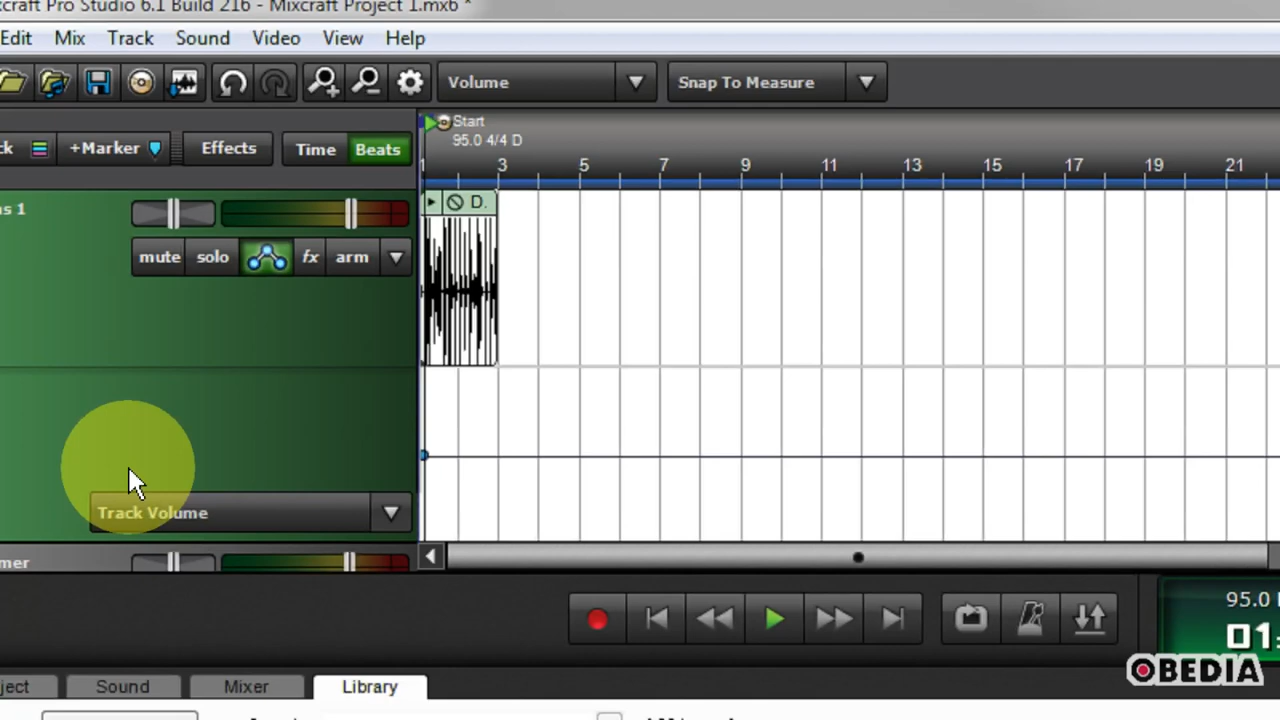 craft Pro Studio 6.1 Build 216 - Mixcraft Project 1.mx6 *
Edit Mix Track Sound Video View Help
Volume Snap To Measure
Start
95.0 4/4 D
+Marker Effects Time Beats
1 3 5 7 9 11 13 15 17 19 21
s 1
D.
mute solo fx arm
Track Volume
mer
95.0
01
OBEDIA
ject Sound Mixer Library